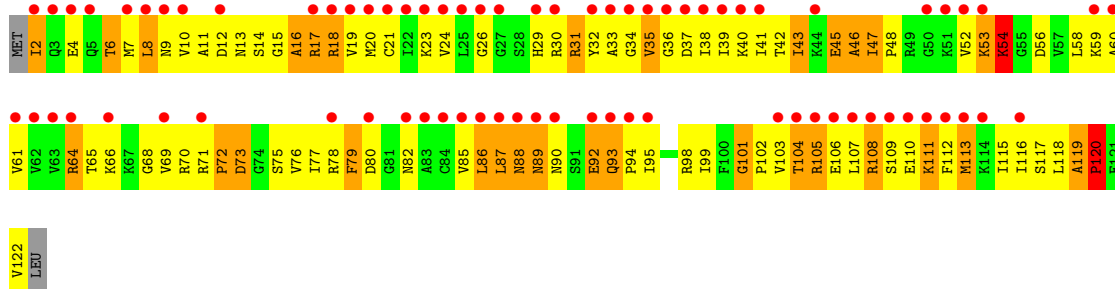 MET I2 Q3 E4 Q5 T6 M7 L8 N9 V10 A11 D12 N13 S14 G15 A16 R17 R18 V19 M20 C21 I22 K23 V24 L25 G26 G27 S28 H29 R30 R31 Y32 A33 G34 V35 G36 D37 I38 I39 K40 I41 T42 I43 K44 E45 A46 I47 P48 R49 G50 K51 V52 K53 K54 G55 D56 V57 L58 K59 A60
V61 V62 V63 R64 T65 K66 K67 G68 V69 R70 R71 P72 D73 G74 S75 V76 I77 R78 F79 D80 G81 N82 A83 C84 V85 L86 L87 N88 N89 N90 S91 E92 Q93 P94 I95 R98 I99 F100 G101 P102 V103 T104 R105 E106 L107 R108 S109 E110 K111 F112 M113 K114 I115 I116 S117 L118 A119 P120 E121
V122 LEU